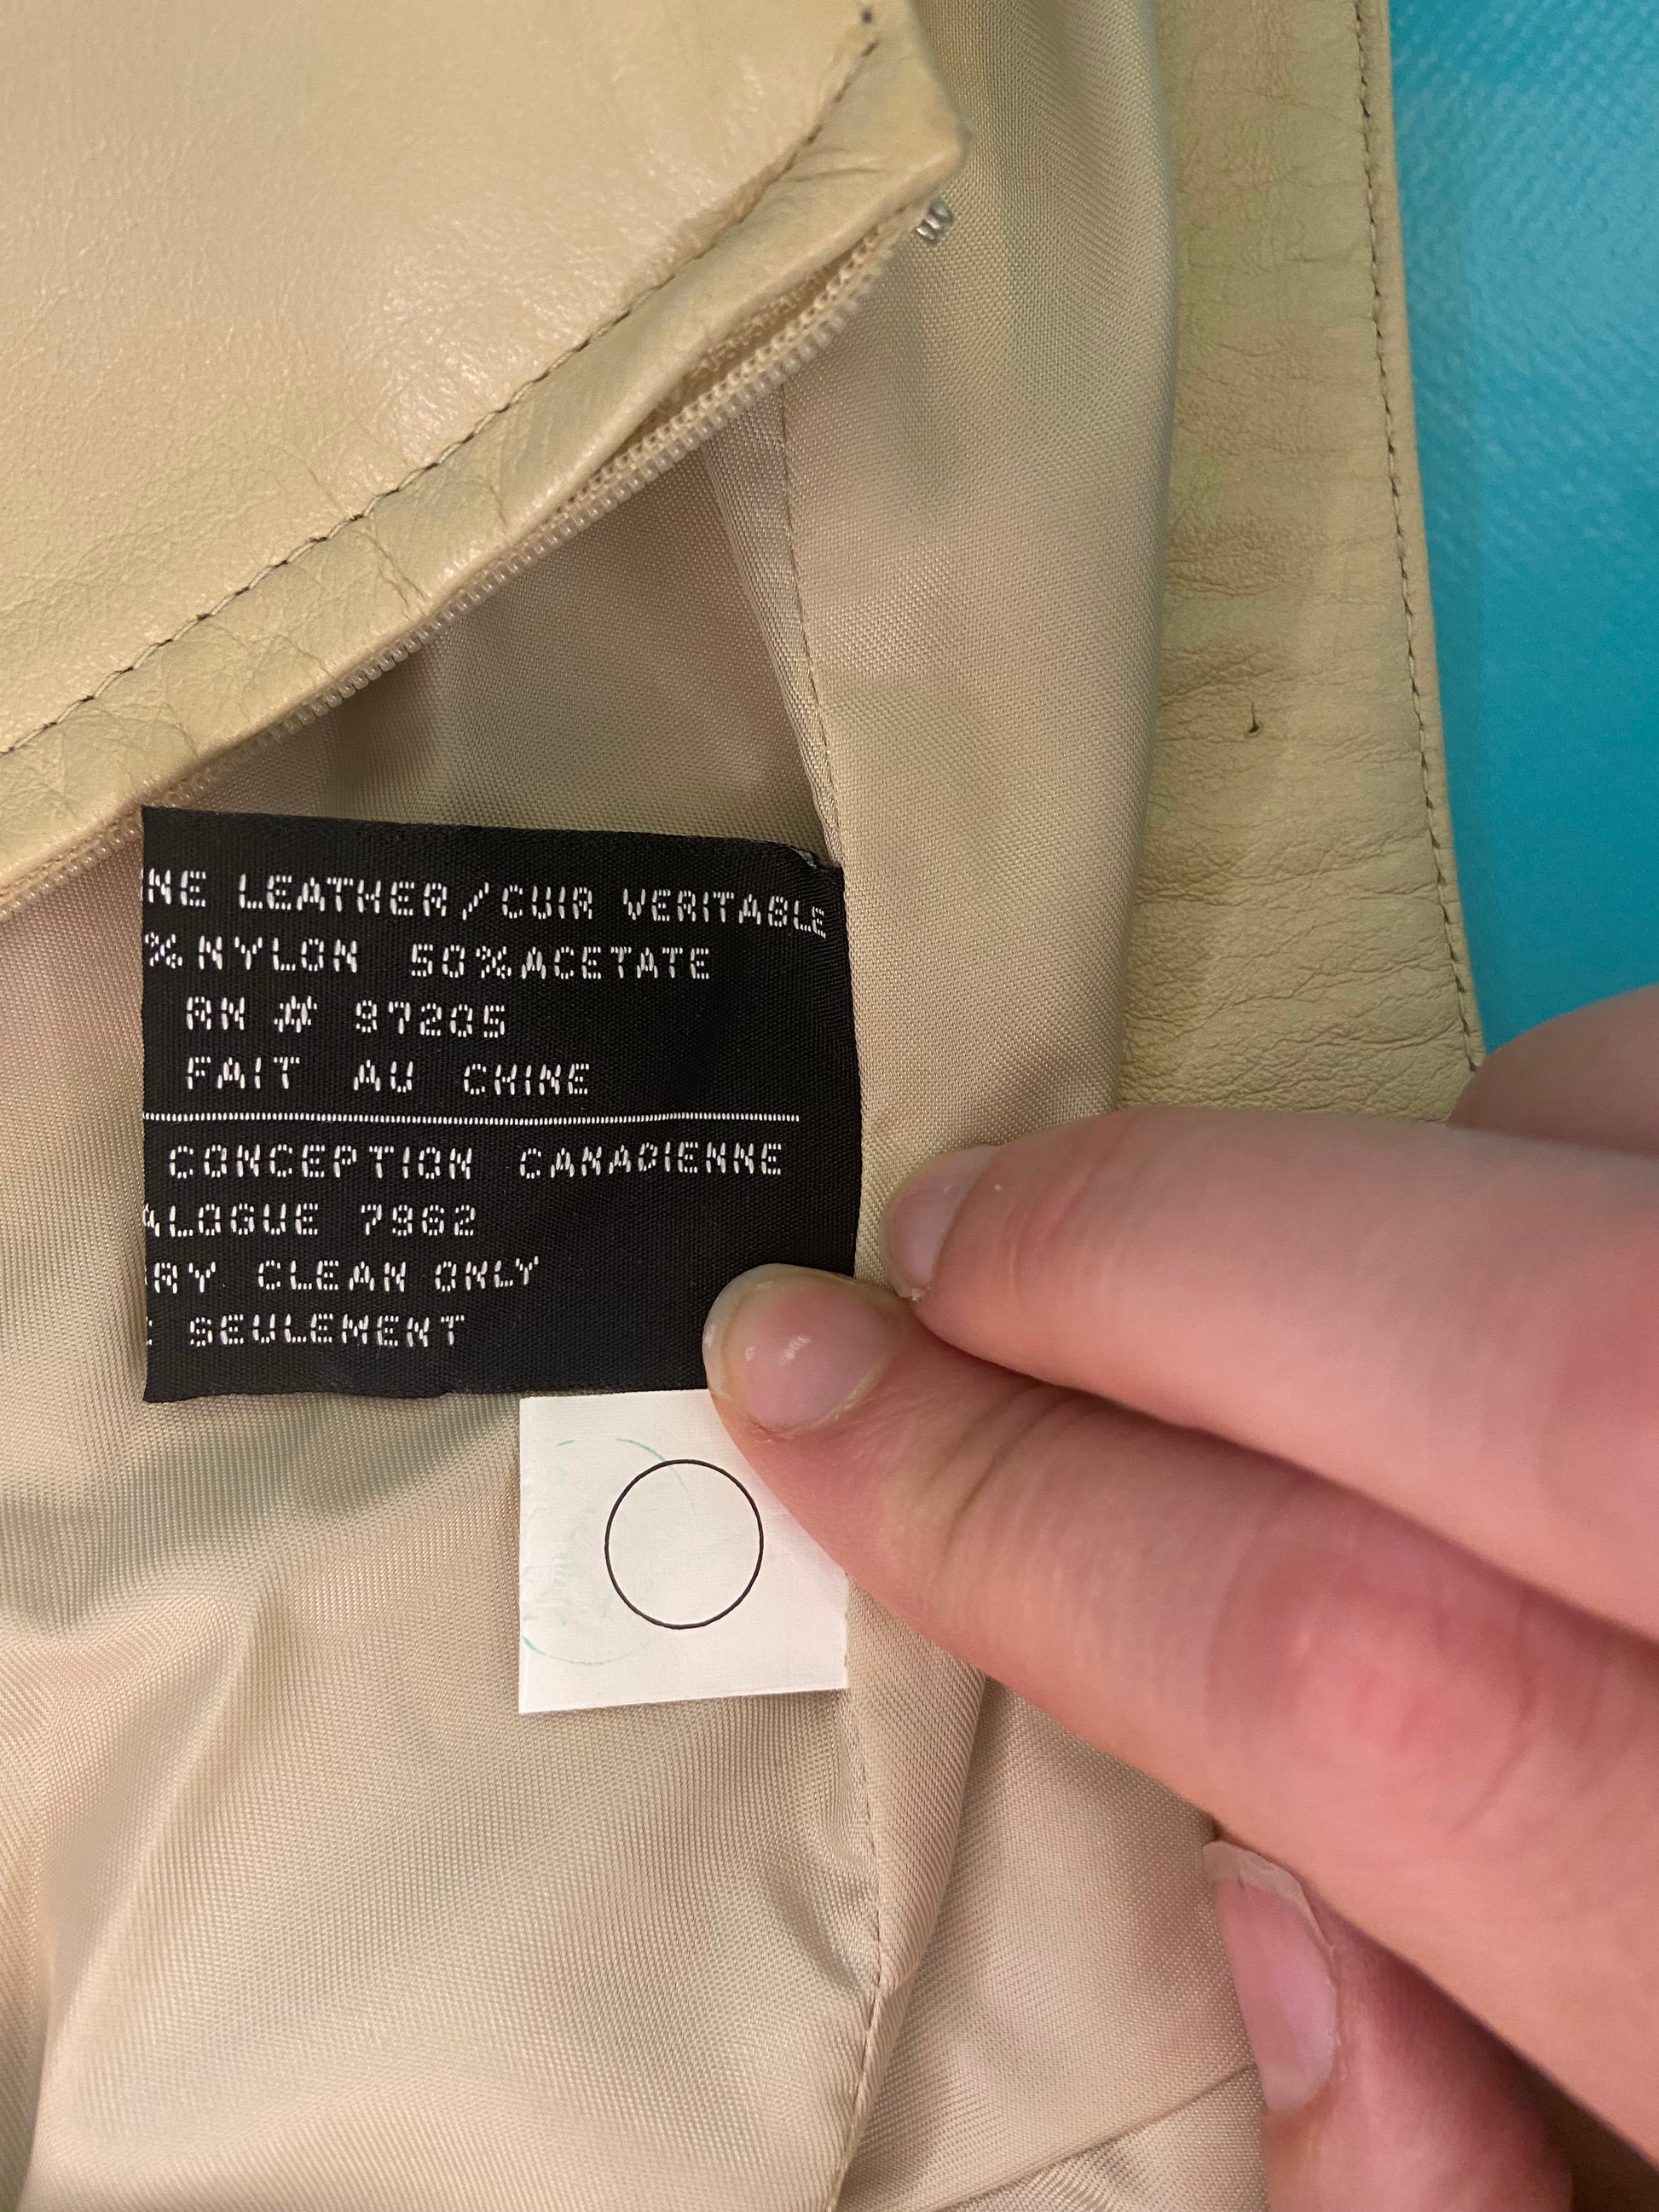 NE LEATHER/CUIR VERITABLE
% NYLON 50% ACETATE
RN # 97205
FAIT AU CHINE
CONCEPTION CANADIENNE
ALOGUE 7962
RY CLEAN ONLY
SEULEMENT